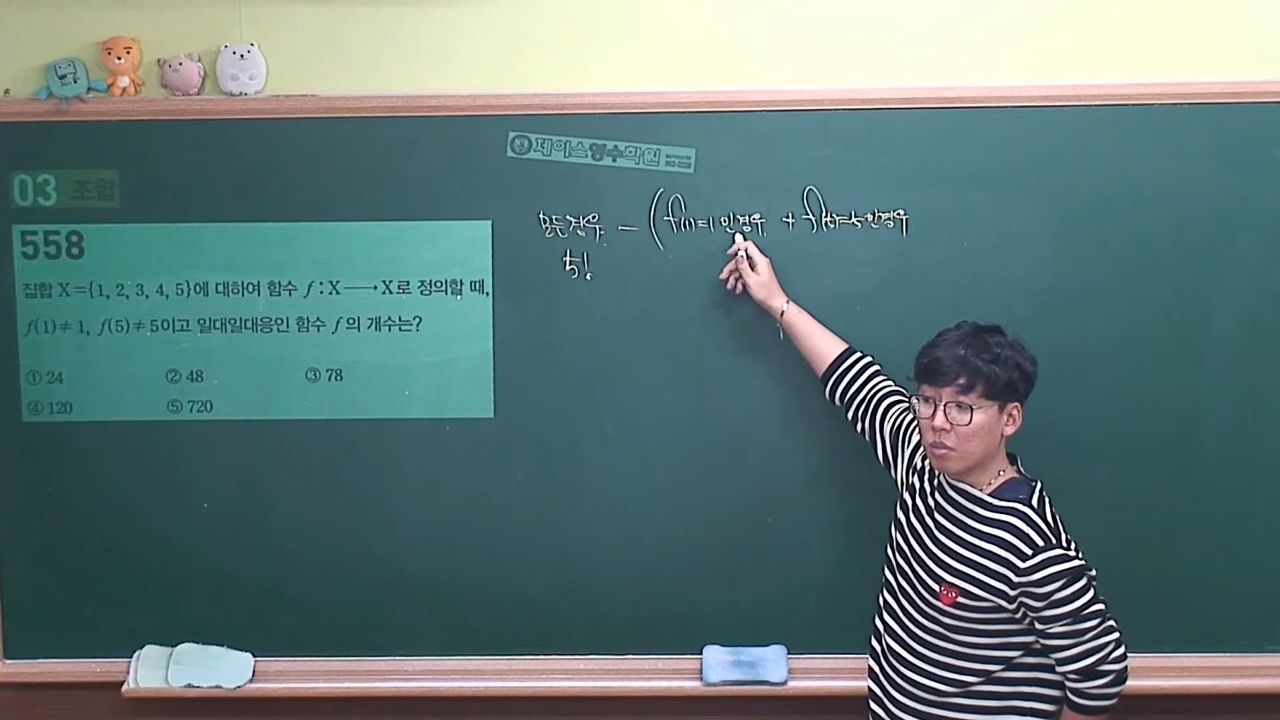 제이스영수학원
03 조합
558
집합 X={1, 2, 3, 4, 5}에 대하여 함수 f : X⟶X로 정의할 때,
f(1)≠1, f(5)≠5이고 일대일대응인 함수 f의 개수는?
① 24 ② 48 ③ 78
④ 120 ⑤ 720
모든경우 - (f(1)=1인경우 + f(5)=5인경우
5!